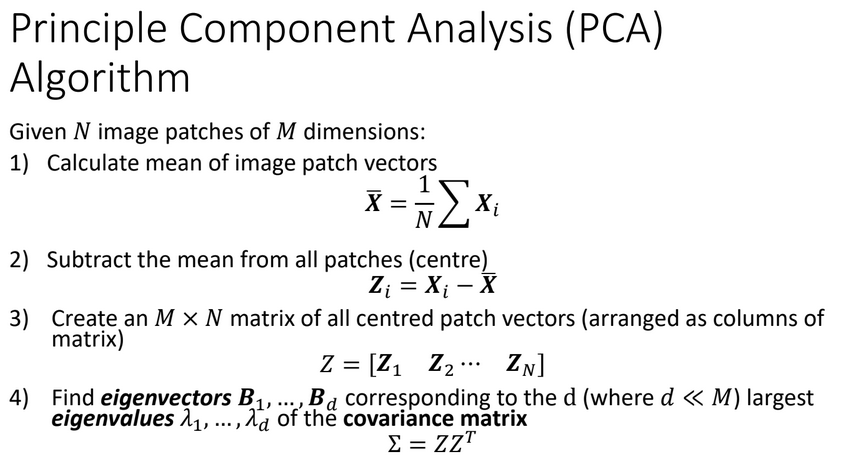 Principle Component Analysis (PCA)
Algorithm
Given N image patches of M dimensions:
1) Calculate mean of image patch vectors
X̅ = 1/N ∑ Xᵢ
2) Subtract the mean from all patches (centre)
Zᵢ = Xᵢ − X̅
3) Create an M × N matrix of all centred patch vectors (arranged as columns of
matrix)
Z = [Z₁ Z₂ ⋯ Z_N]
4) Find eigenvectors B₁, …, B_d corresponding to the d (where d ≪ M) largest
eigenvalues λ₁, …, λ_d of the covariance matrix
Σ = ZZᵀ